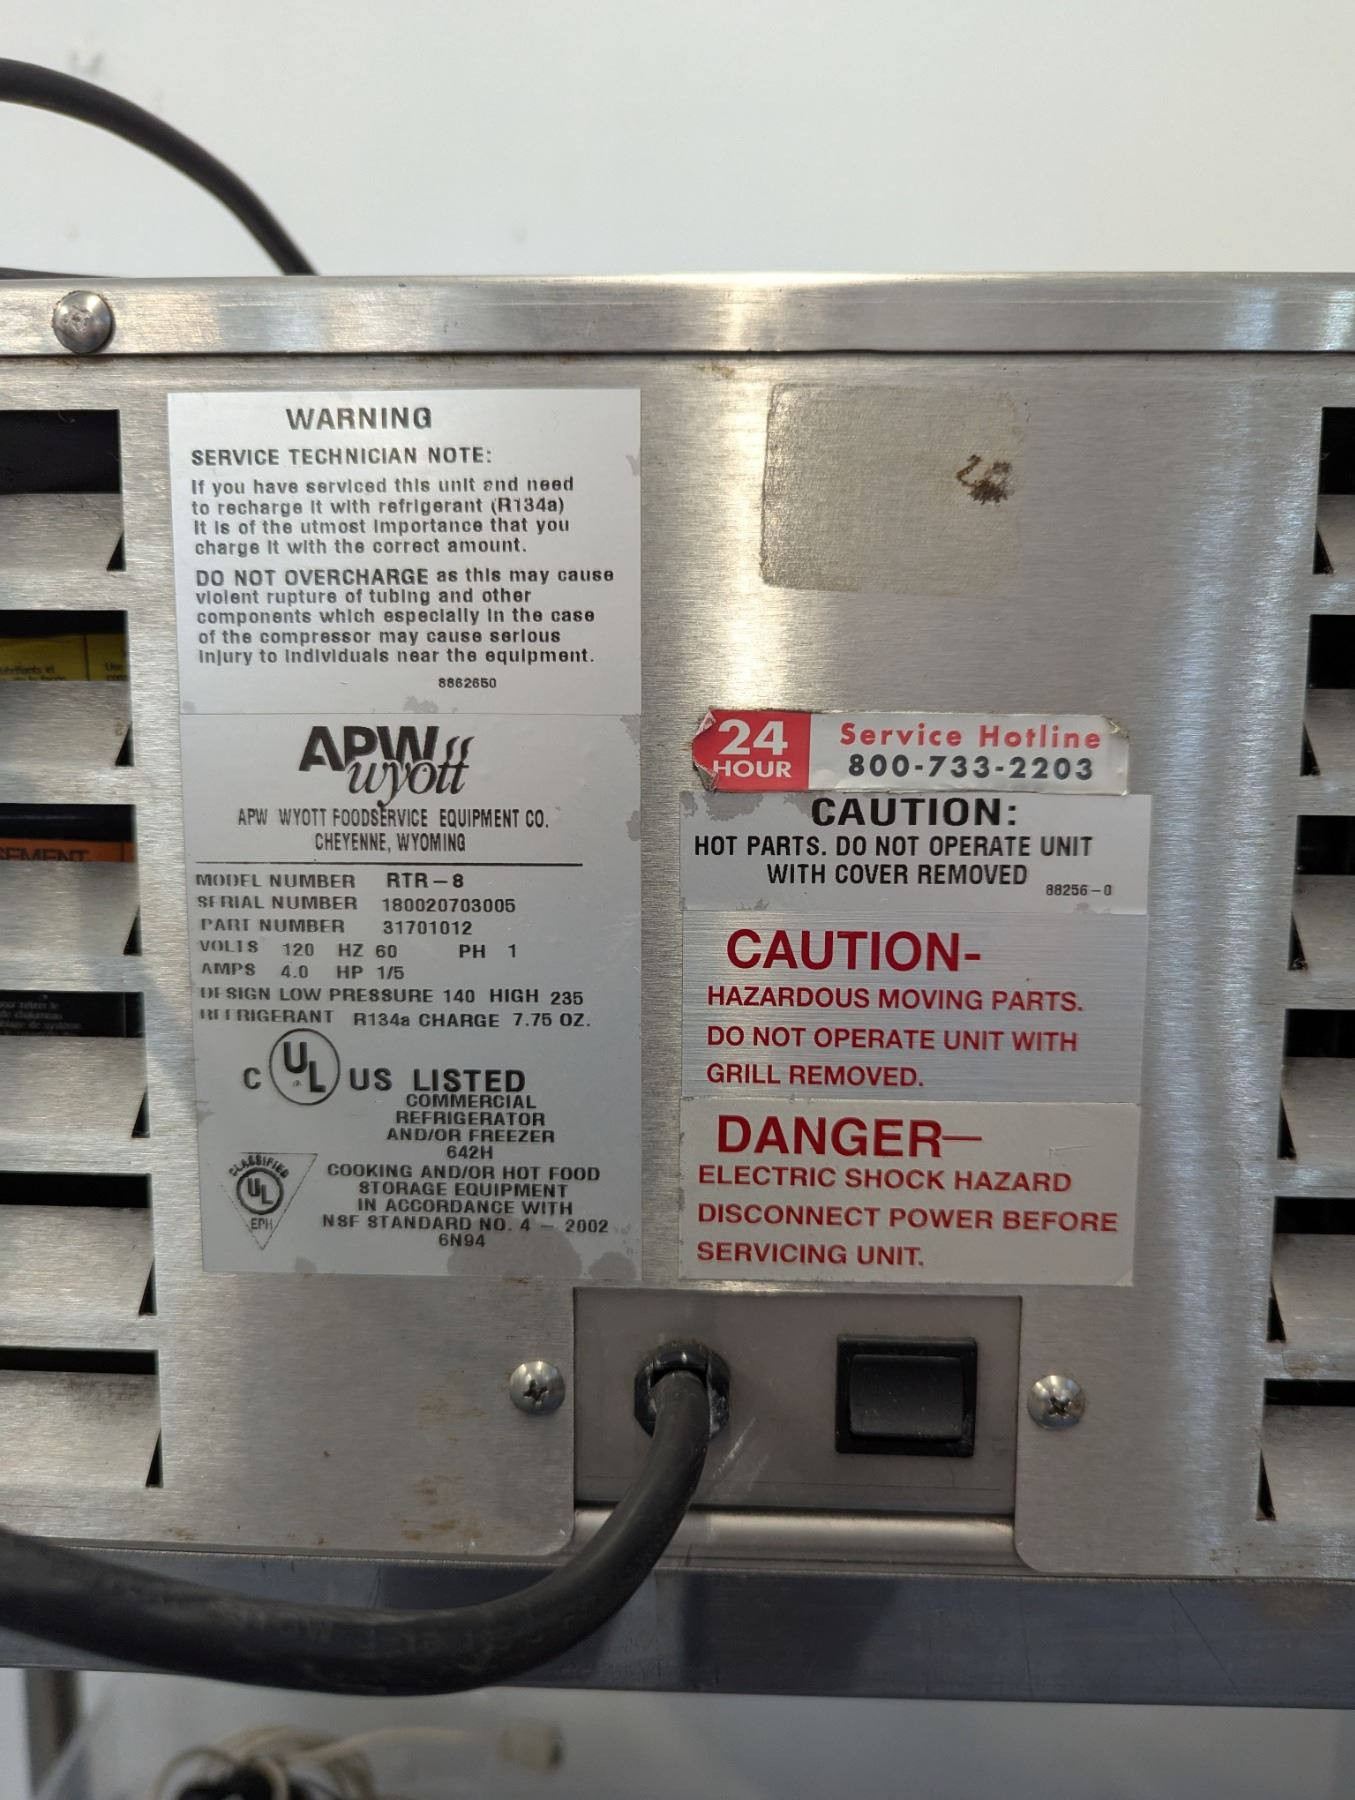 WARNING
SERVICE TECHNICIAN NOTE:
If you have serviced this unit and need
to recharge it with refrigerant (R134a)
It is of the utmost importance that you
charge it with the correct amount.
DO NOT OVERCHARGE as this may cause
violent rupture of tubing and other
components which especially in the case
of the compressor may cause serious
injury to individuals near the equipment.
8862650
APW
wyott
APW WYOTT FOODSERVICE EQUIPMENT CO.
CHEYENNE, WYOMING
MODEL NUMBER RTR-8
SERIAL NUMBER 180020703005
PART NUMBER 31701012
VOLTS 120 HZ 60 PH 1
AMPS 4.0 HP 1/5
DESIGN LOW PRESSURE 140 HIGH 235
REFRIGERANT R134a CHARGE 7.75 OZ.
C UL US LISTED
COMMERCIAL
REFRIGERATOR
AND/OR FREEZER
642H
CLASSIFIED
UL
EPH
COOKING AND/OR HOT FOOD
STORAGE EQUIPMENT
IN ACCORDANCE WITH
NSF STANDARD NO. 4 - 2002
6N94
24
HOUR
Service Hotline
800-733-2203
CAUTION:
HOT PARTS. DO NOT OPERATE UNIT
WITH COVER REMOVED
88256-0
CAUTION-
HAZARDOUS MOVING PARTS.
DO NOT OPERATE UNIT WITH
GRILL REMOVED.
DANGER—
ELECTRIC SHOCK HAZARD
DISCONNECT POWER BEFORE
SERVICING UNIT.